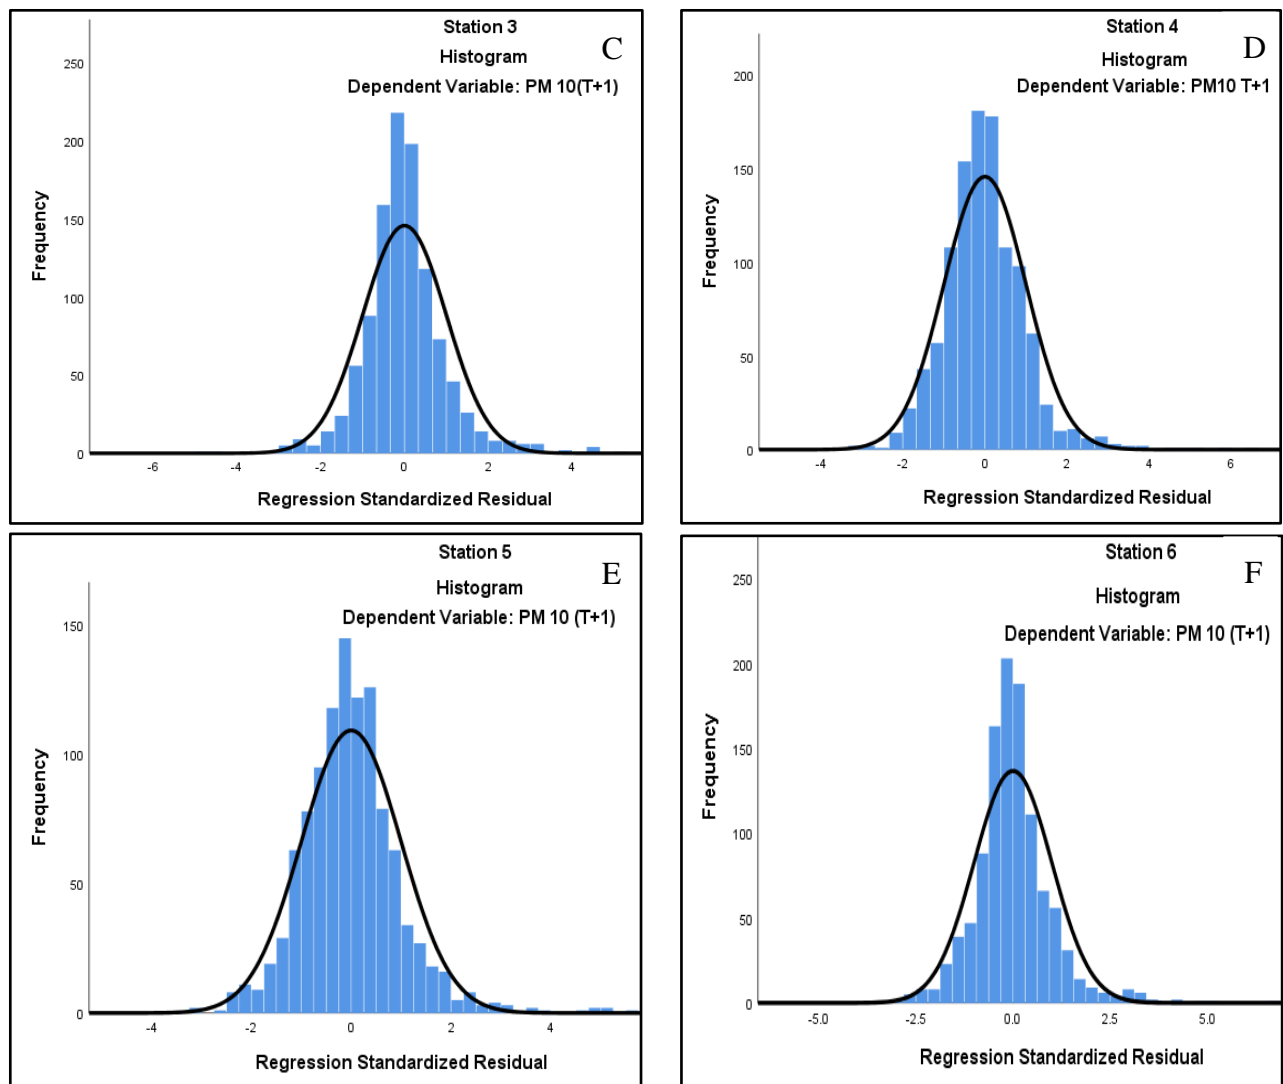 Station 3
C
Histogram
Dependent Variable: PM 10(T+1)
250
200
150
100
50
0
Frequency
-6 -4 -2 0 2 4
Regression Standardized Residual
Station 4
D
Histogram
Dependent Variable: PM10 T+1
200
150
100
50
0
Frequency
-4 -2 0 2 4 6
Regression Standardized Residual
Station 5
E
Histogram
Dependent Variable: PM 10 (T+1)
150
100
50
0
Frequency
-4 -2 0 2 4
Regression Standardized Residual
Station 6
F
Histogram
Dependent Variable: PM 10 (T+1)
250
200
150
100
50
0
Frequency
-5.0 -2.5 0.0 2.5 5.0
Regression Standardized Residual